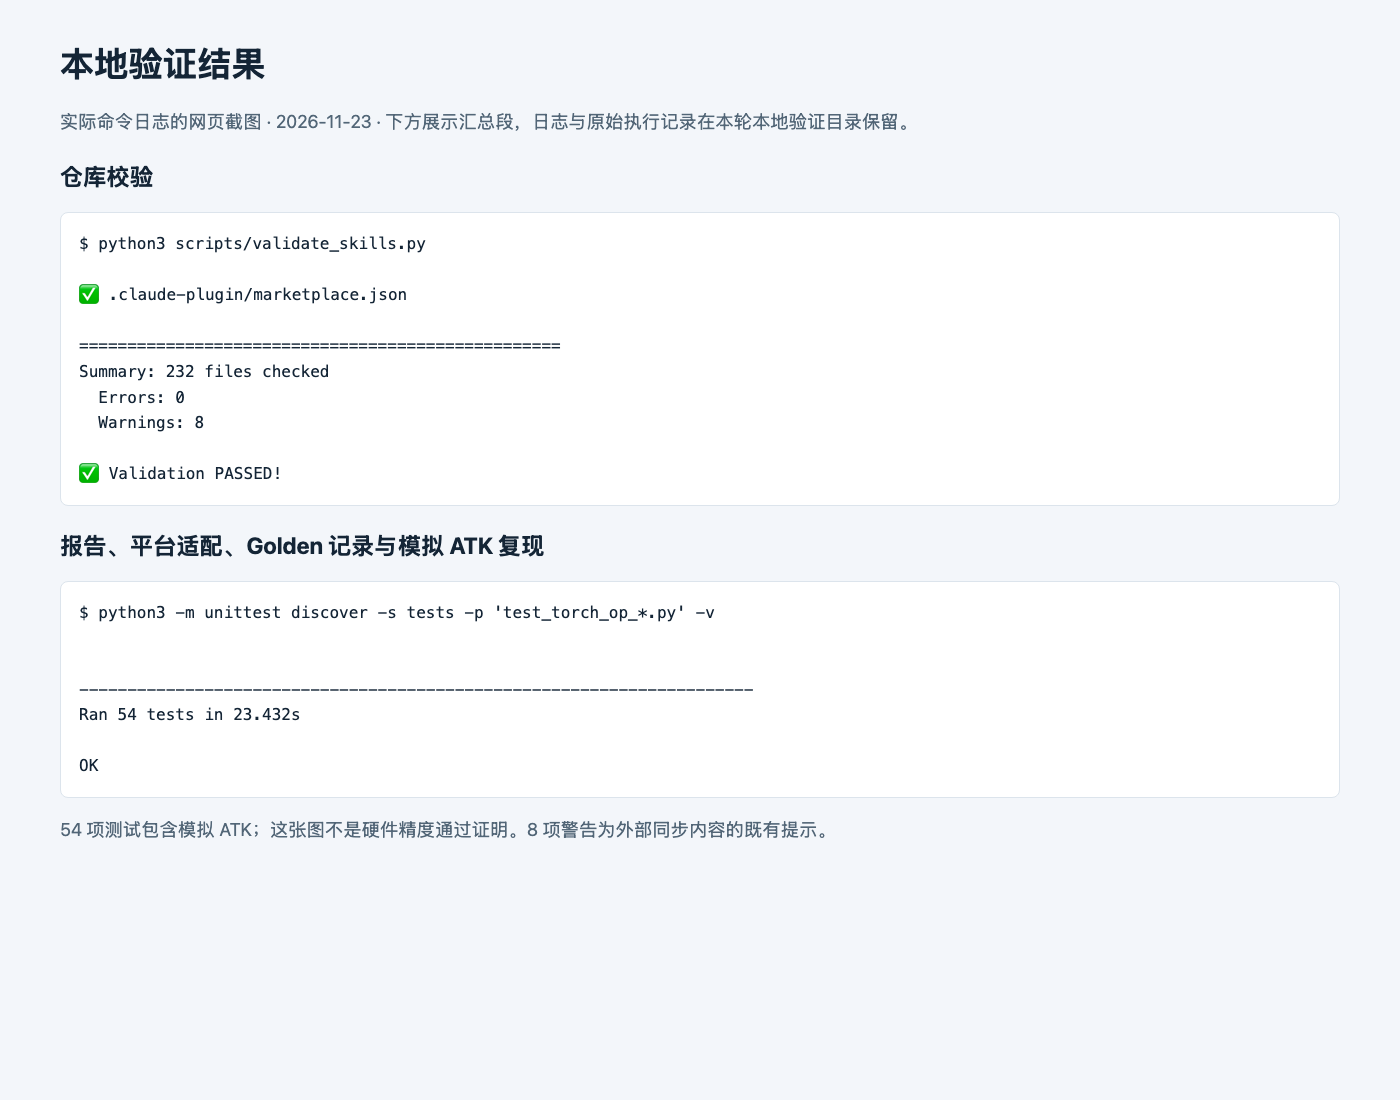 本地验证结果
实际命令日志的网页截图 · 2026-11-23 · 下方展示汇总段，日志与原始执行记录在本轮本地验证目录保留。
仓库校验
$ python3 scripts/validate_skills.py
✅ .claude-plugin/marketplace.json
==================================================
Summary: 232 files checked
Errors: 0
Warnings: 8
✅ Validation PASSED!
报告、平台适配、Golden 记录与模拟 ATK 复现
$ python3 -m unittest discover -s tests -p 'test_torch_op_*.py' -v
----------------------------------------------------------------------
Ran 54 tests in 23.432s
OK
54 项测试包含模拟 ATK；这张图不是硬件精度通过证明。8 项警告为外部同步内容的既有提示。